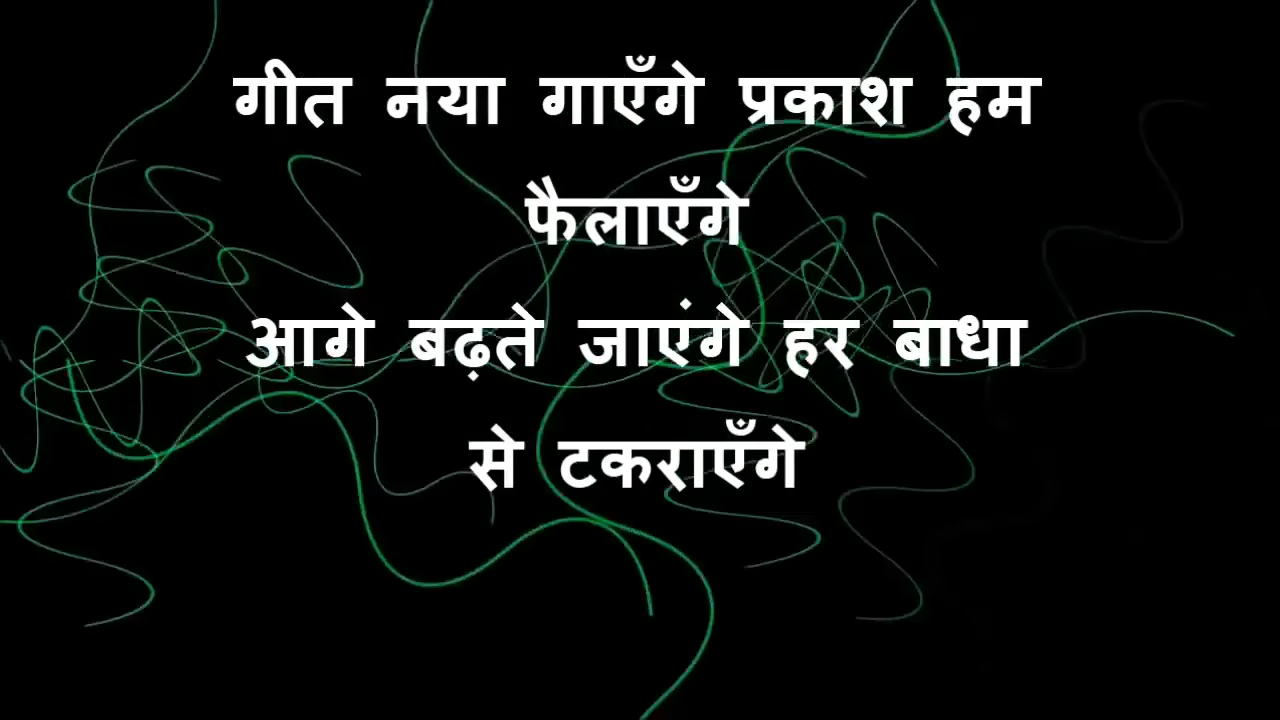 गीत नया गाएँगे प्रकाश हम
फैलाएँगे
आगे बढ़ते जाएंगे हर बाधा
से टकराएँगे